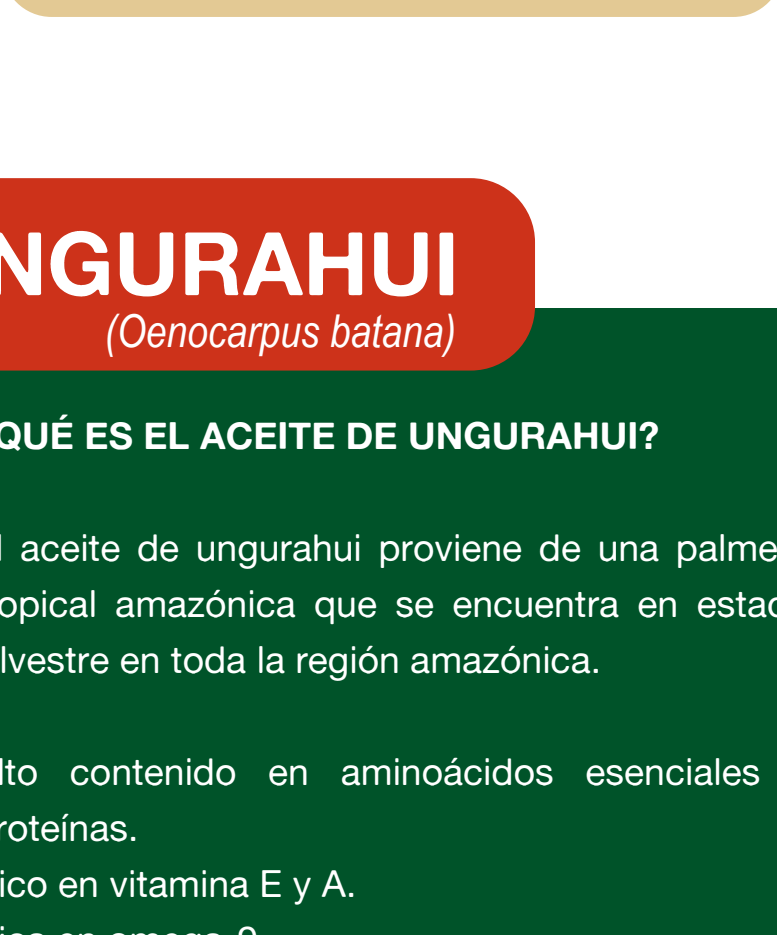 NGURAHUI
(Oenocarpus batana)
QUÉ ES EL ACEITE DE UNGURAHUI?
l aceite de ungurahui proviene de una palme
opical amazónica que se encuentra en estad
lvestre en toda la región amazónica.
lto contenido en aminoácidos esenciales
roteínas.
ico en vitamina E y A.